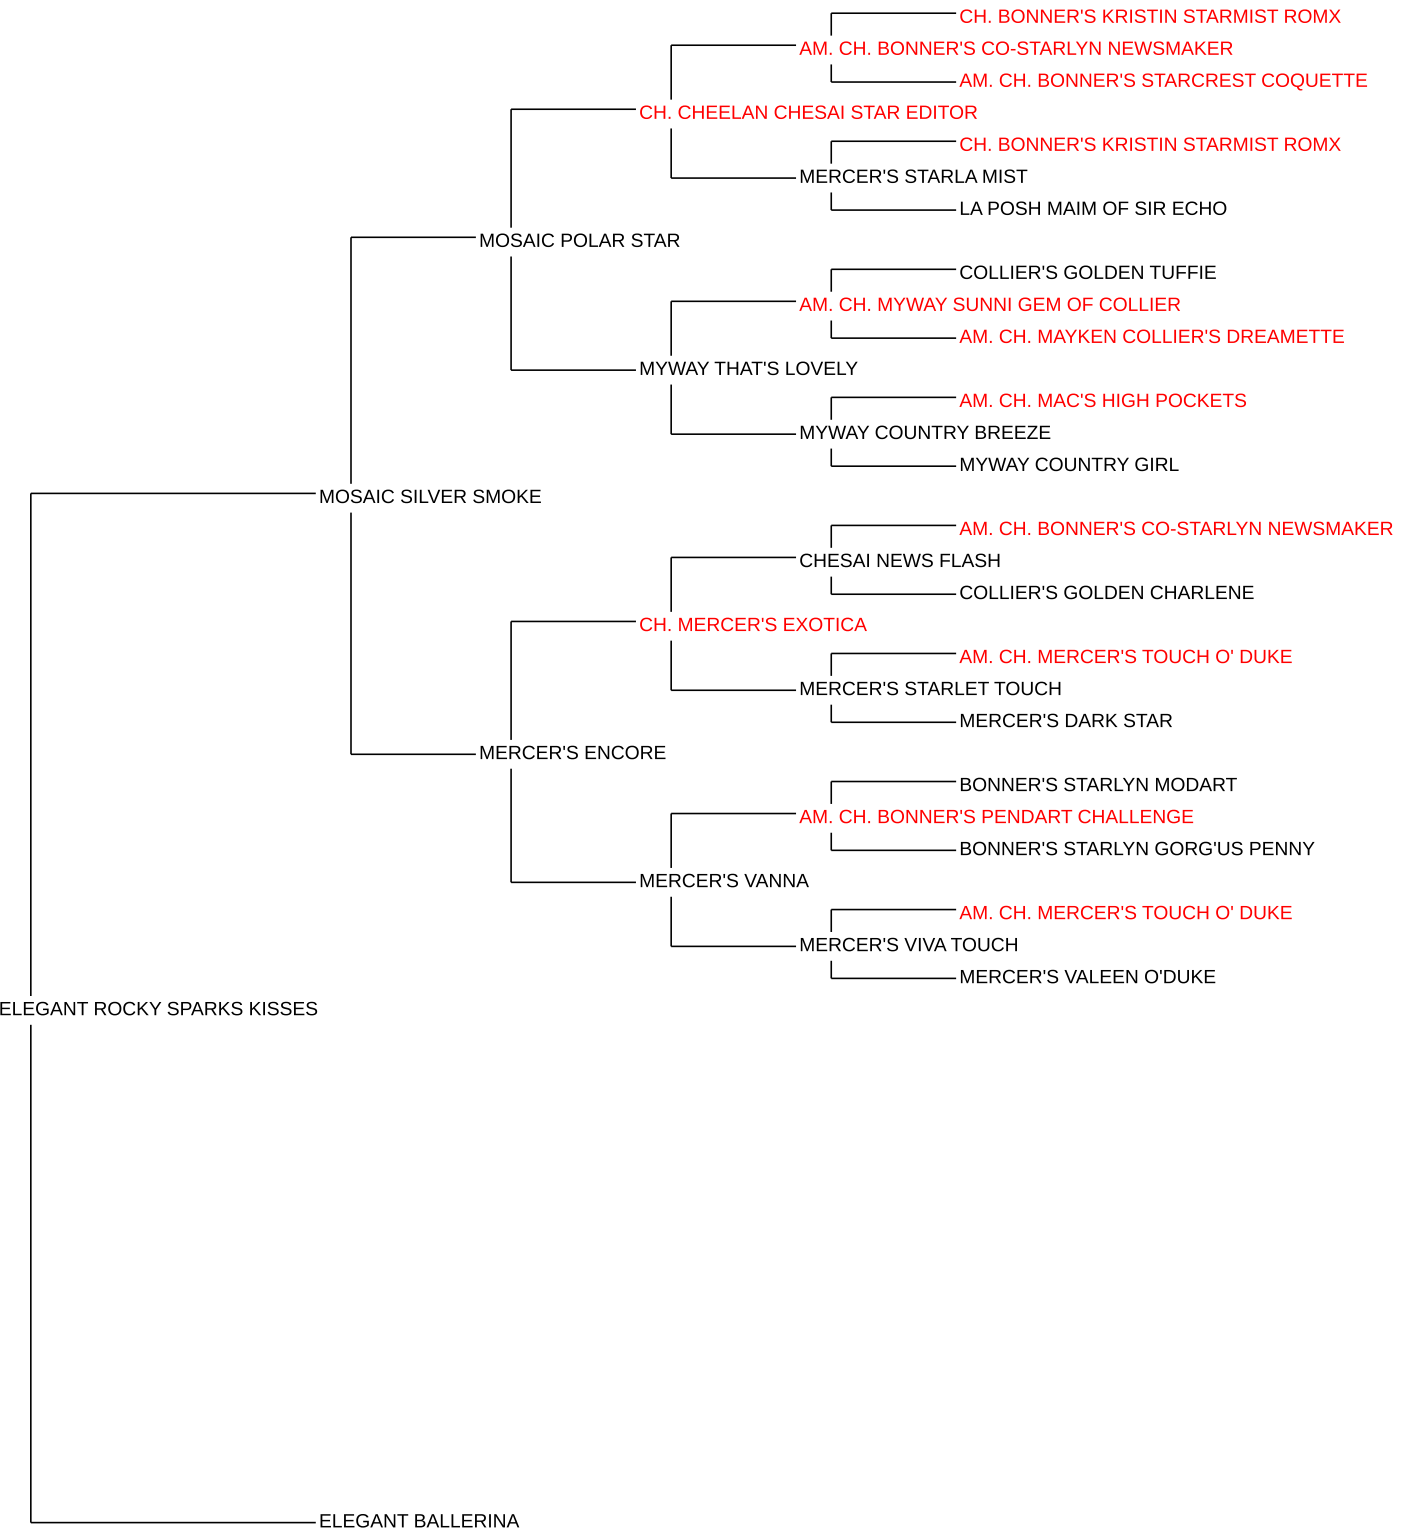 CH. BONNER'S KRISTIN STARMIST ROMX
AM. CH. BONNER'S CO-STARLYN NEWSMAKER
AM. CH. BONNER'S STARCREST COQUETTE
CH. CHEELAN CHESAI STAR EDITOR
CH. BONNER'S KRISTIN STARMIST ROMX
MERCER'S STARLA MIST
LA POSH MAIM OF SIR ECHO
MOSAIC POLAR STAR
COLLIER'S GOLDEN TUFFIE
AM. CH. MYWAY SUNNI GEM OF COLLIER
AM. CH. MAYKEN COLLIER'S DREAMETTE
MYWAY THAT'S LOVELY
AM. CH. MAC'S HIGH POCKETS
MYWAY COUNTRY BREEZE
MYWAY COUNTRY GIRL
MOSAIC SILVER SMOKE
AM. CH. BONNER'S CO-STARLYN NEWSMAKER
CHESAI NEWS FLASH
COLLIER'S GOLDEN CHARLENE
CH. MERCER'S EXOTICA
AM. CH. MERCER'S TOUCH O' DUKE
MERCER'S STARLET TOUCH
MERCER'S DARK STAR
MERCER'S ENCORE
BONNER'S STARLYN MODART
AM. CH. BONNER'S PENDART CHALLENGE
BONNER'S STARLYN GORG'US PENNY
MERCER'S VANNA
AM. CH. MERCER'S TOUCH O' DUKE
MERCER'S VIVA TOUCH
MERCER'S VALEEN O'DUKE
ELEGANT ROCKY SPARKS KISSES
ELEGANT BALLERINA